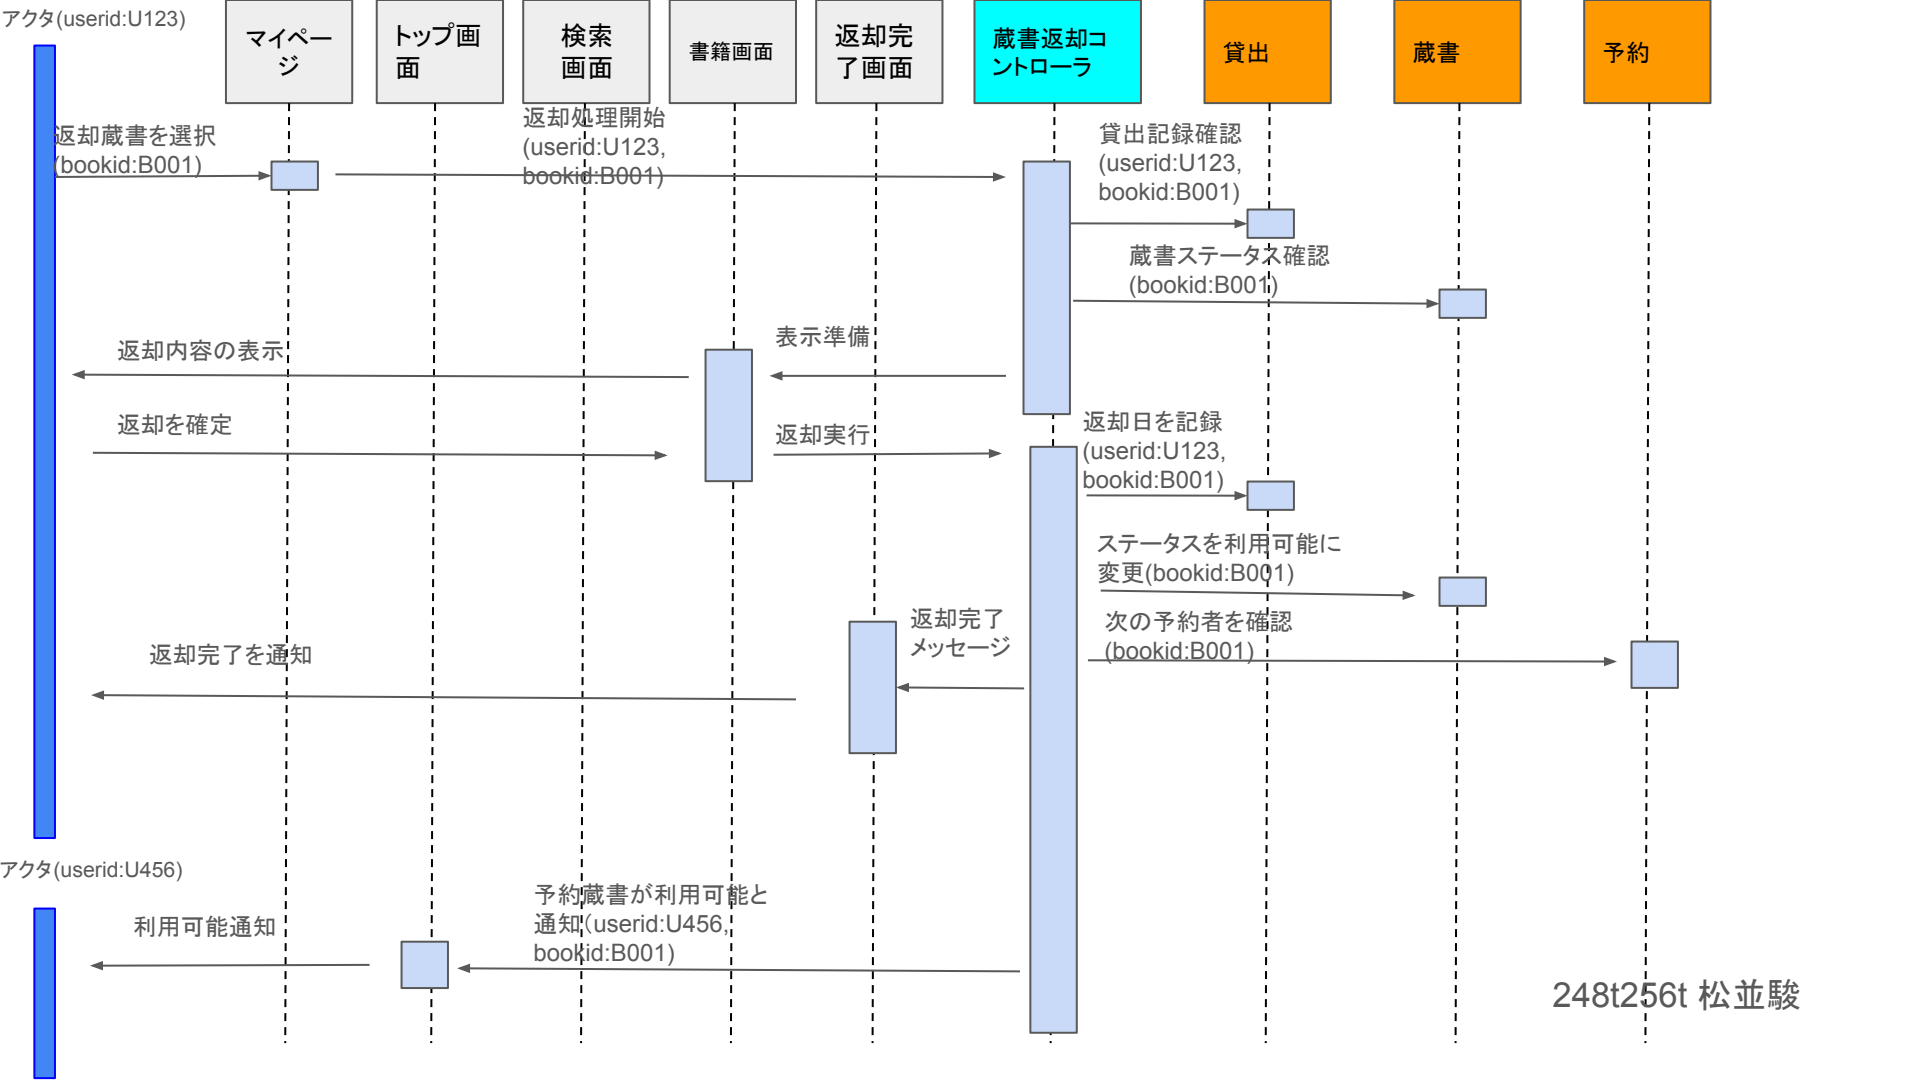 アクタ(userid:U123)
マイペー
ジ
トップ画
面
検索
画面
書籍画面
返却完
了画面
蔵書返却コ
ントローラ
貸出
蔵書
予約
返却蔵書を選択
(bookid:B001)
返却処理開始
(userid:U123,
bookid:B001)
貸出記録確認
(userid:U123,
bookid:B001)
蔵書ステータス確認
(bookid:B001)
表示準備
返却内容の表示
返却を確定
返却実行
返却日を記録
(userid:U123,
bookid:B001)
ステータスを利用可能に
変更(bookid:B001)
次の予約者を確認
(bookid:B001)
返却完了
メッセージ
返却完了を通知
アクタ(userid:U456)
予約蔵書が利用可能と
通知(userid:U456,
bookid:B001)
利用可能通知
248t256t 松並駿